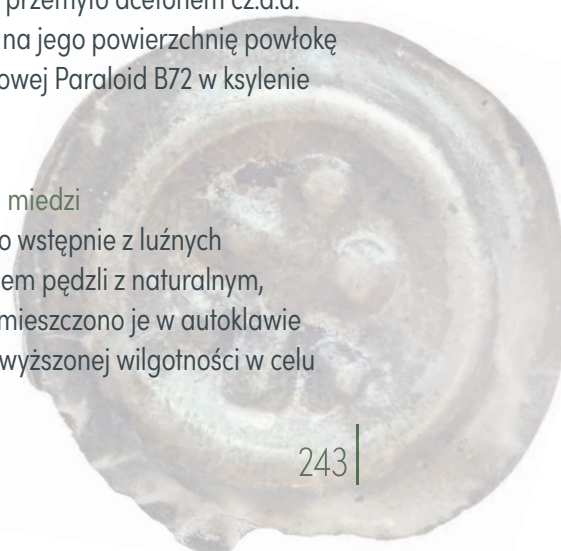 przemyto acetonem cz.d.a.
na jego powierzchnię powłokę
owej Paraloid B72 w ksylenie
miedzi
o wstępnie z luźnych
em pędzli z naturalnym,
mieszczono je w autoklawie
wyższonej wilgotności w celu
243